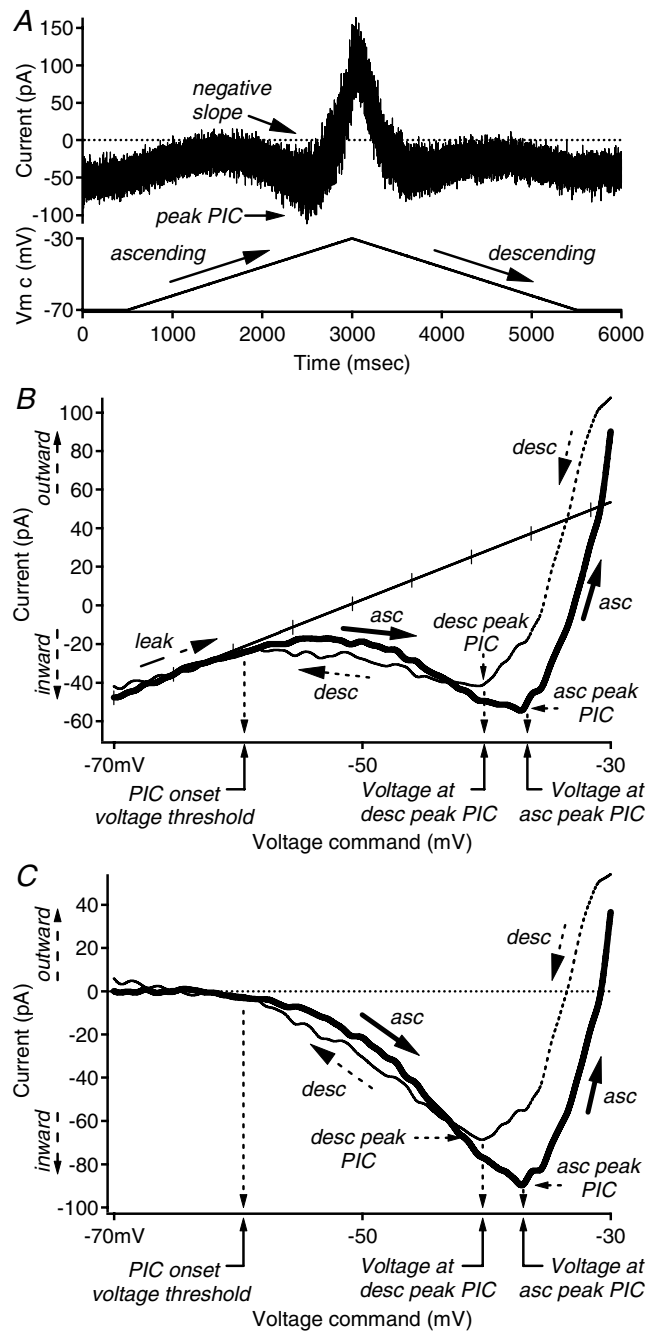 A
150
100
50
0
-50
-100
Current (pA)
negative
slope
peak PIC
-30
-70
Vm c (mV)
ascending
descending
0
1000
2000
3000
4000
5000
6000
Time (msec)
B
100
80
60
40
20
0
-20
-40
-60
Current (pA)
outward
inward
leak
asc
desc
desc
desc peak
PIC
asc
asc peak
PIC
-70mV
-50
-30
PIC onset
voltage threshold
Voltage at
desc peak PIC
Voltage at
asc peak PIC
Voltage command (mV)
C
40
20
0
-20
-40
-60
-80
-100
Current (pA)
outward
inward
desc
asc
desc
asc
desc peak
PIC
asc peak
PIC
-70mV
-50
-30
PIC onset
voltage threshold
Voltage at
desc peak PIC
Voltage at
asc peak PIC
Voltage command (mV)